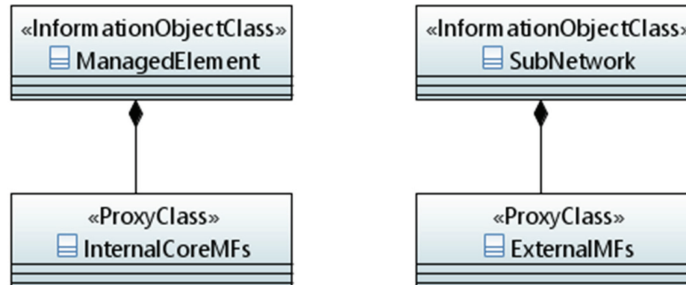 «InformationObjectClass»
ManagedElement
«InformationObjectClass»
SubNetwork
«ProxyClass»
InternalCoreMFs
«ProxyClass»
ExternalMFs